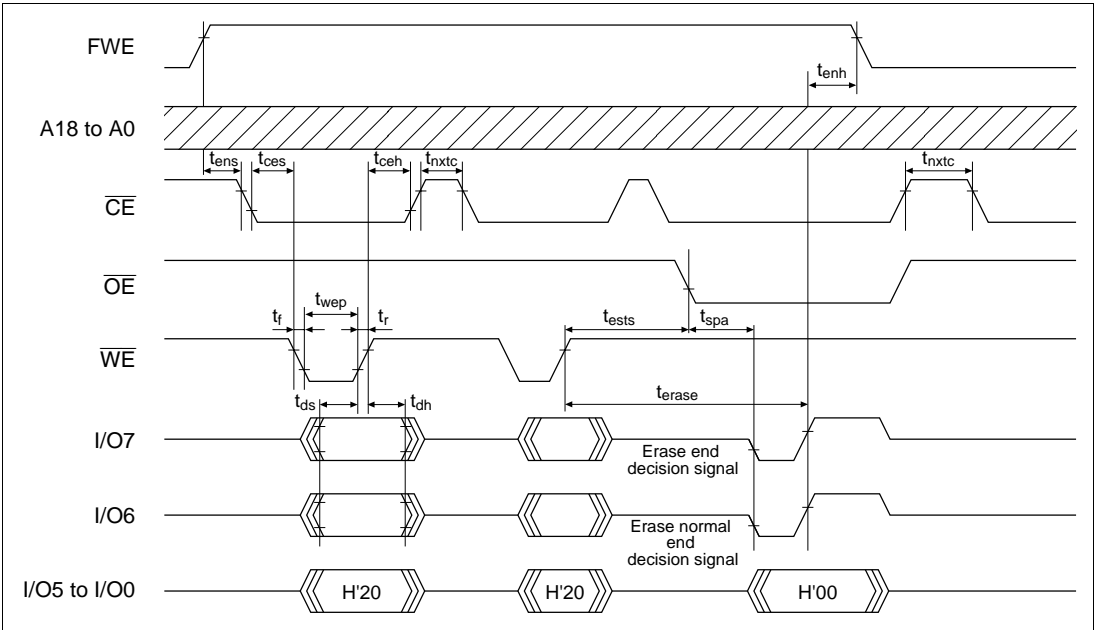 FWE
tenh
A18 to A0
tens
tces
tceh
tnxtc
tnxtc
CE
OE
twep
tf
tr
tests
tspa
WE
terase
tds
tdh
I/O7
Erase end
decision signal
I/O6
Erase normal
end
decision signal
I/O5 to I/O0
H'20
H'20
H'00